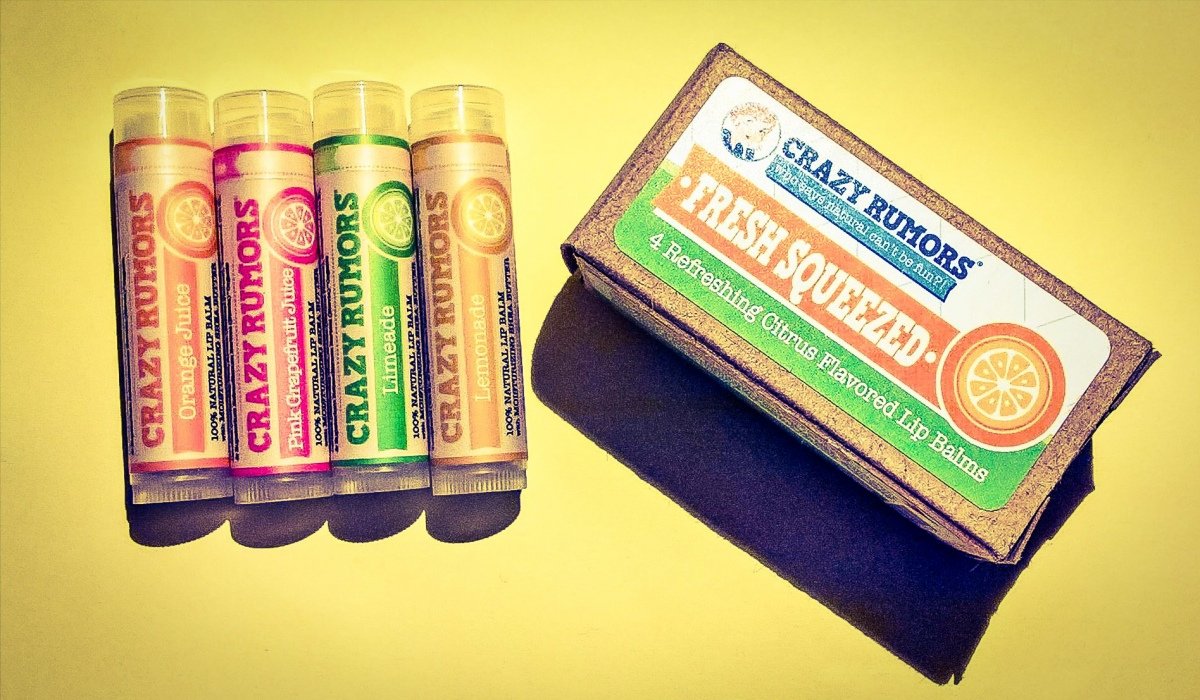 CRAZY RUMORS
Orange Juice
100% NATURAL LIP BALM
CRAZY RUMORS
Pink Grapefruit Juice
100% NATURAL LIP BALM
CRAZY RUMORS
Limeade
100% NATURAL LIP BALM
CRAZY RUMORS
Lemonade
100% NATURAL LIP BALM
CRAZY RUMORS®
who says natural can't be fun?!
•FRESH SQUEEZED•
4 Refreshing Citrus Flavored Lip Balms